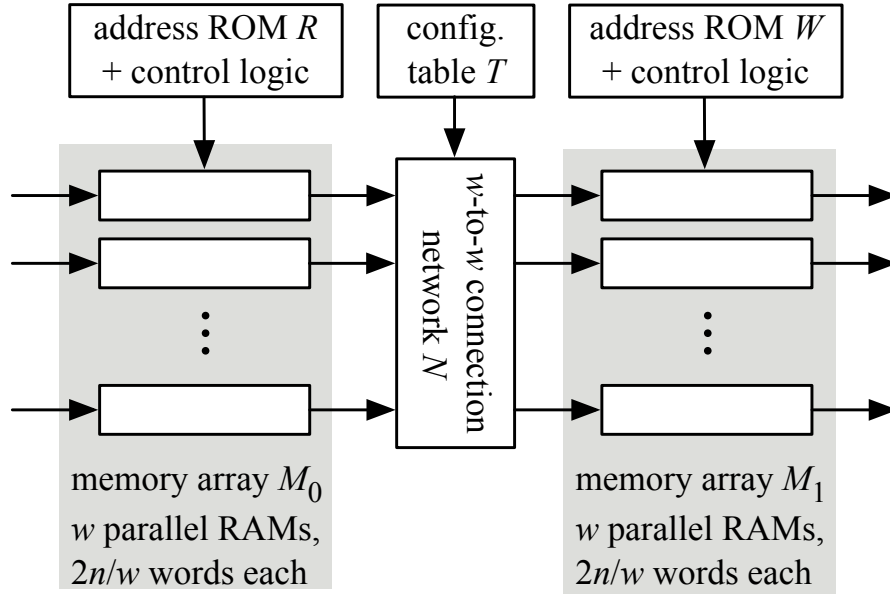 address ROM R
+ control logic
config.
table T
address ROM W
+ control logic
w-to-w connection
network N
memory array M0
w parallel RAMs,
2n/w words each
memory array M1
w parallel RAMs,
2n/w words each